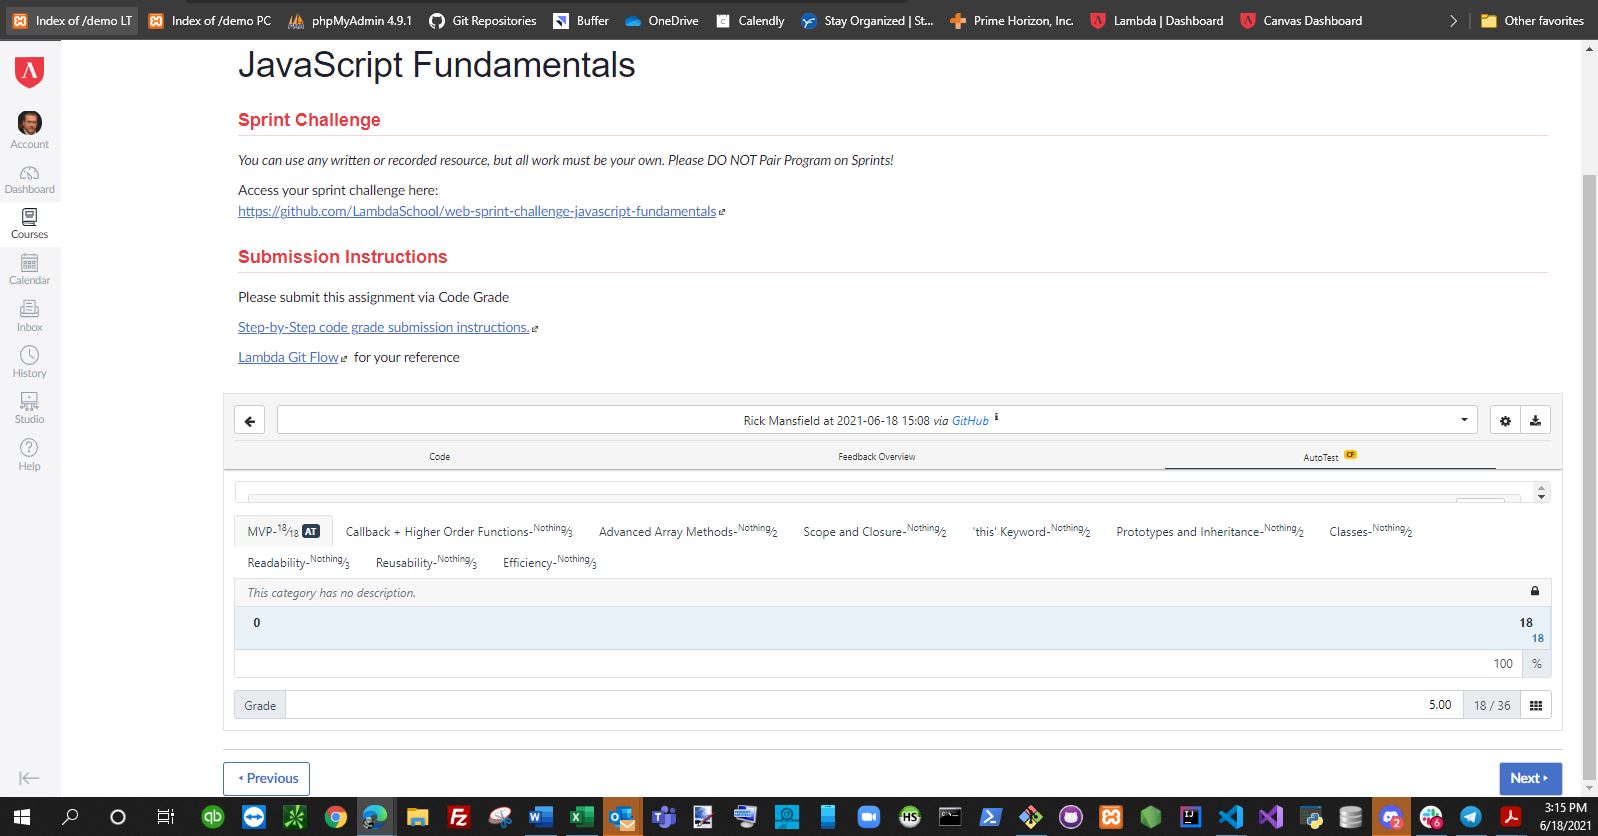 Index of /demo LT
Index of /demo PC
phpMyAdmin 4.9.1
Git Repositories
Buffer
OneDrive
Calendly
Stay Organized | St...
Prime Horizon, Inc.
Lambda | Dashboard
Canvas Dashboard
Other favorites
Account
Dashboard
Courses
Calendar
Inbox
History
Studio
Help
JavaScript Fundamentals
Sprint Challenge
You can use any written or recorded resource, but all work must be your own. Please DO NOT Pair Program on Sprints!
Access your sprint challenge here:
https://github.com/LambdaSchool/web-sprint-challenge-javascript-fundamentals
Submission Instructions
Please submit this assignment via Code Grade
Step-by-Step code grade submission instructions.
Lambda Git Flow for your reference
Rick Mansfield at 2021-06-18 15:08 via GitHub i
Code
Feedback Overview
AutoTest CF
MVP-18/18 AT
Callback + Higher Order Functions-Nothing/3
Advanced Array Methods-Nothing/2
Scope and Closure-Nothing/2
'this' Keyword-Nothing/2
Prototypes and Inheritance-Nothing/2
Classes-Nothing/2
Readability-Nothing/3
Reusability-Nothing/3
Efficiency-Nothing/3
This category has no description.
0
18
18
100 %
Grade 5.00 18 / 36
Previous
Next
3:15 PM
6/18/2021